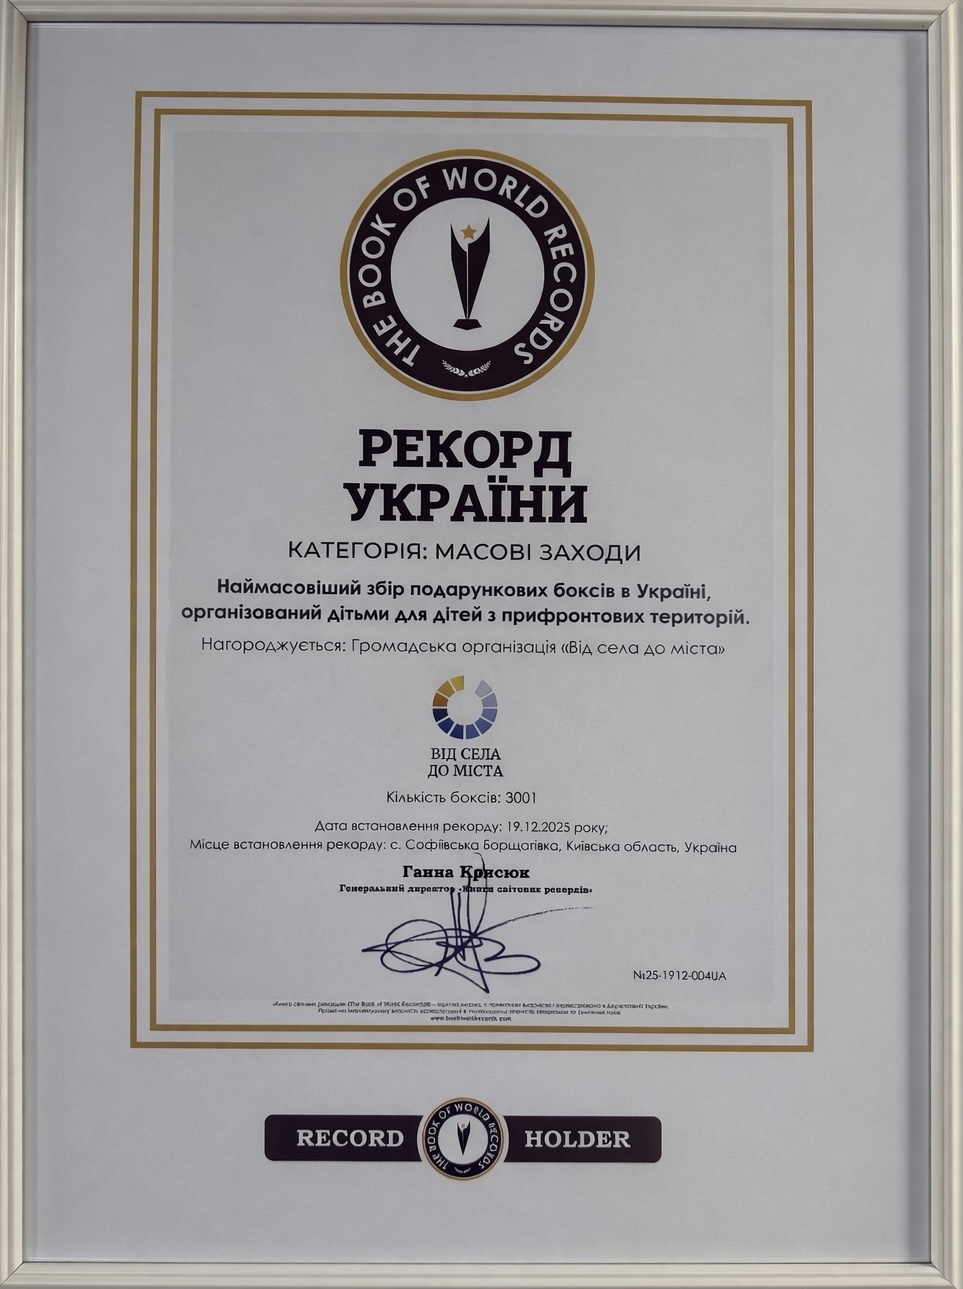 THE BOOK OF WORLD RECORDS
РЕКОРД
УКРАЇНИ
КАТЕГОРІЯ: МАСОВІ ЗАХОДИ
Наймасовіший збір подарункових боксів в Україні,
організований дітьми для дітей з прифронтових територій.
Нагороджується: Громадська організація «Від села до міста»
ВІД СЕЛА
ДО МІСТА
Кількість боксів: 3001
Дата встановлення рекорду: 19.12.2025 року;
Місце встановлення рекорду: с. Софіївська Борщагівка, Київська область, Україна
Ганна Крисюк
Генеральний директор «Книги світових рекордів»
№25-1912-004UA
RECORD
THE BOOK OF WORLD RECORDS
HOLDER